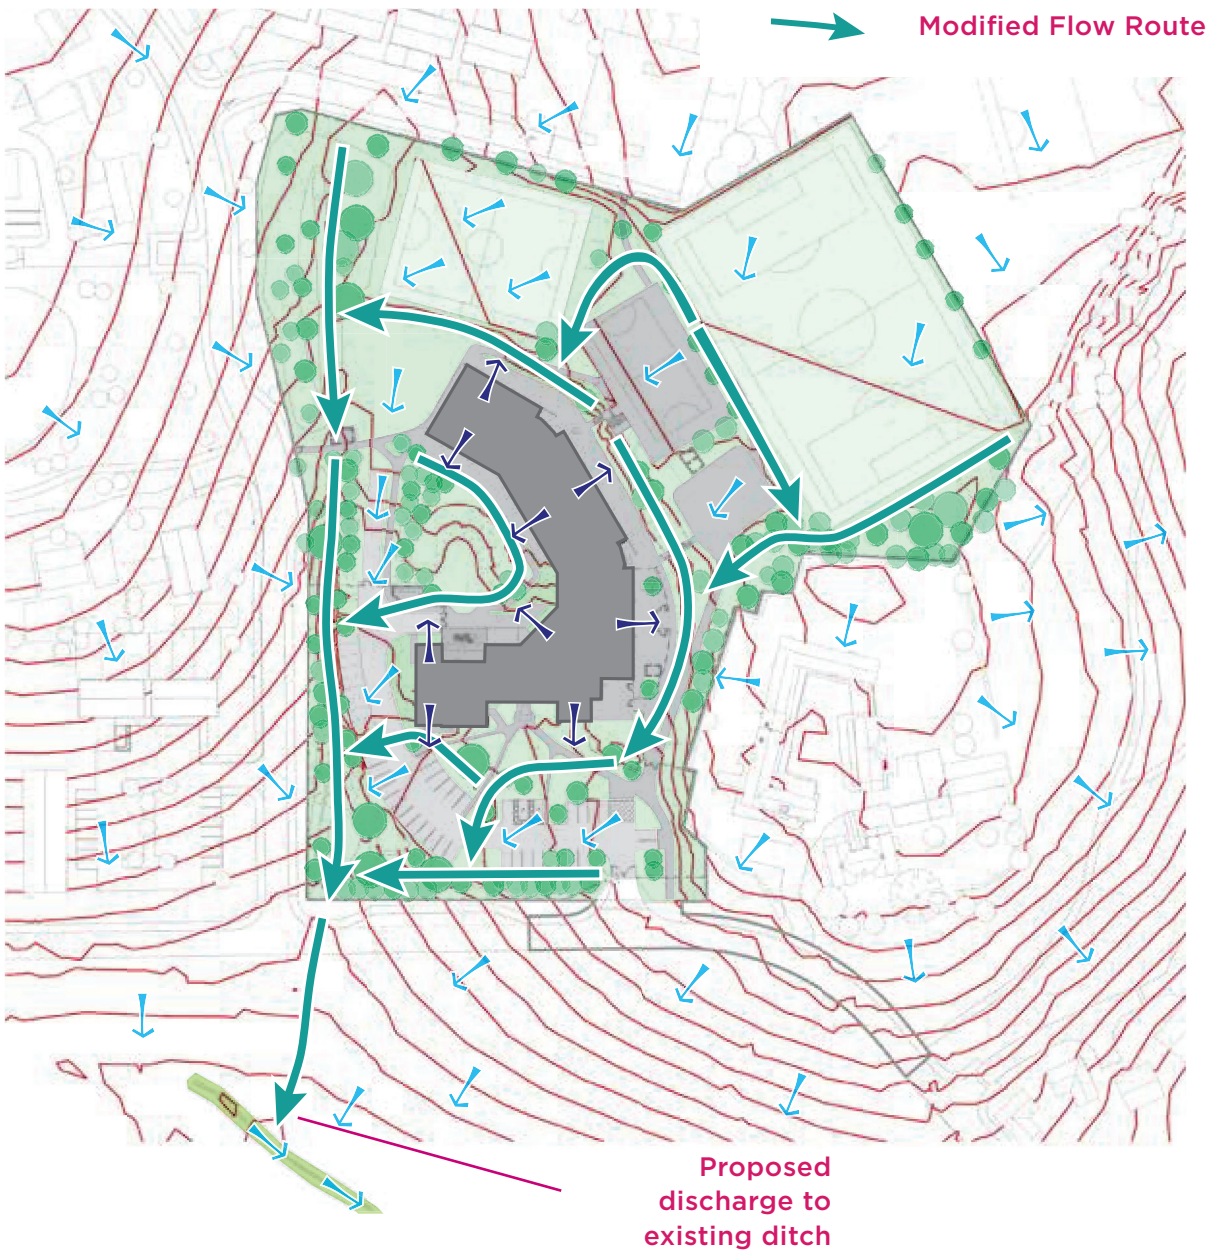 Modified Flow Route
Proposed
discharge to
existing ditch